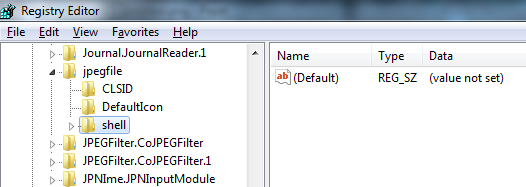 Registry Editor
File Edit View Favorites Help
Journal.JournalReader.1
jpegfile
CLSID
DefaultIcon
shell
JPEGFilter.CoJPEGFilter
JPEGFilter.CoJPEGFilter.1
JPNIme.JPNInputModule
Name Type Data
ab (Default) REG_SZ (value not set)